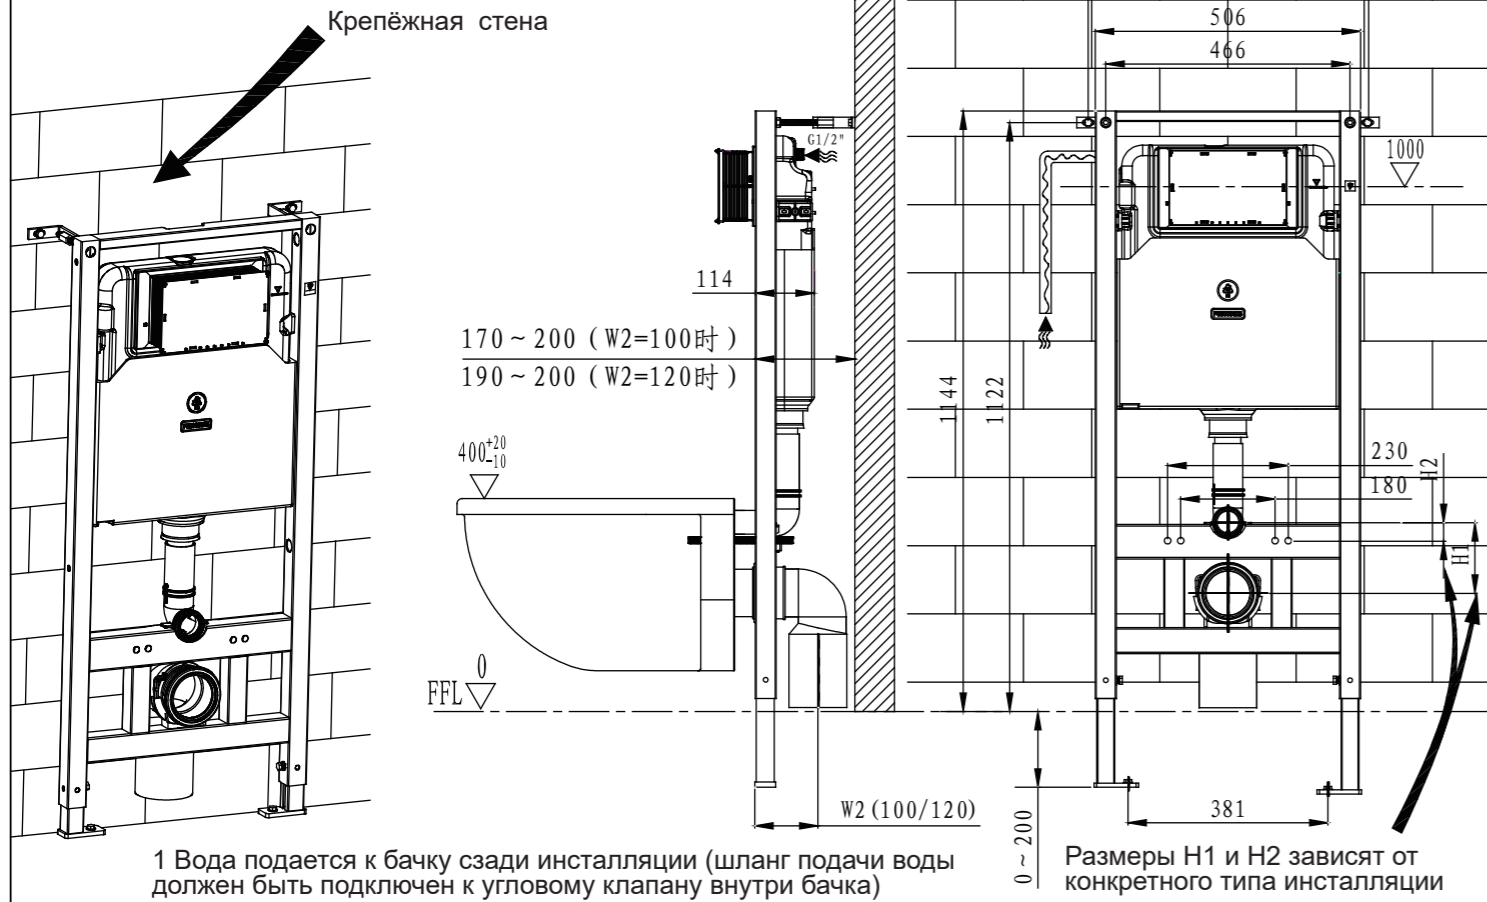 Крепёжная стена
506
466
G1/2"
1000
114
170～200 (W2=100时)
190～200 (W2=120时)
1144
1122
400 +20 -10
230
H2
180
H1
0
FFL
W2(100/120)
381
0～200
1 Вода подается к бачку сзади инсталляции (шланг подачи воды
должен быть подключен к угловому клапану внутри бачка)
Размеры H1 и H2 зависят от
конкретного типа инсталляции